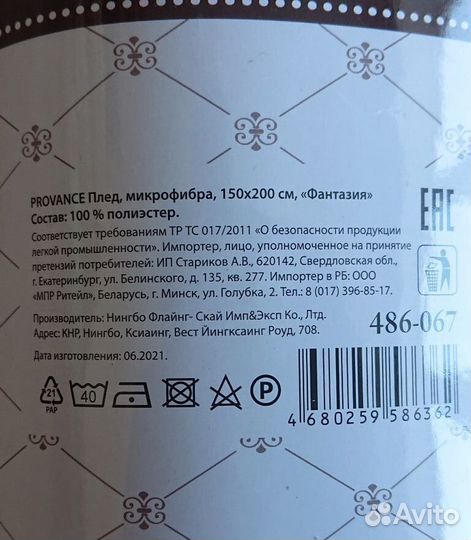 PROVANCE Плед, микрофибра, 150х200 см, «Фантазия»
Состав: 100 % полиэстер.
Соответствует требованиям ТР ТС 017/2011 «О безопасности продукции
легкой промышленности». Импортер, лицо, уполномоченное на принятие
претензий потребителей: ИП Стариков А.В., 620142, Свердловская обл.,
г. Екатеринбург, ул. Белинского, д. 135, кв. 277. Импортер в РБ: ООО
«МПР Ритейл», Беларусь, г. Минск, ул. Голубка, 2. Тел.: 8 (017) 396-85-17.
EAC
Производитель: Нингбо Флайнг- Скай Имп&Эксп Ко., Лтд.
Адрес: КНР, Нингбо, Ксиаинг, Вест Йингксаинг Роуд, 708.
486-067
Дата изготовления: 06.2021.
21
PAP
40
P
4 680259 586362
Avito